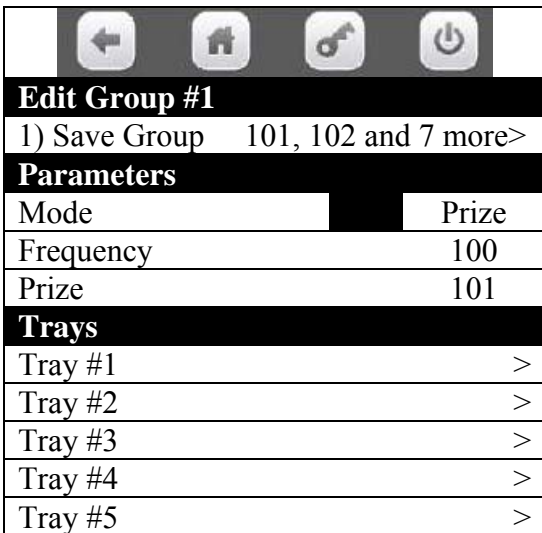 Edit Group #1
1) Save Group 101, 102 and 7 more>
Parameters
Mode Prize
Frequency 100
Prize 101
Trays
Tray #1 >
Tray #2 >
Tray #3 >
Tray #4 >
Tray #5 >